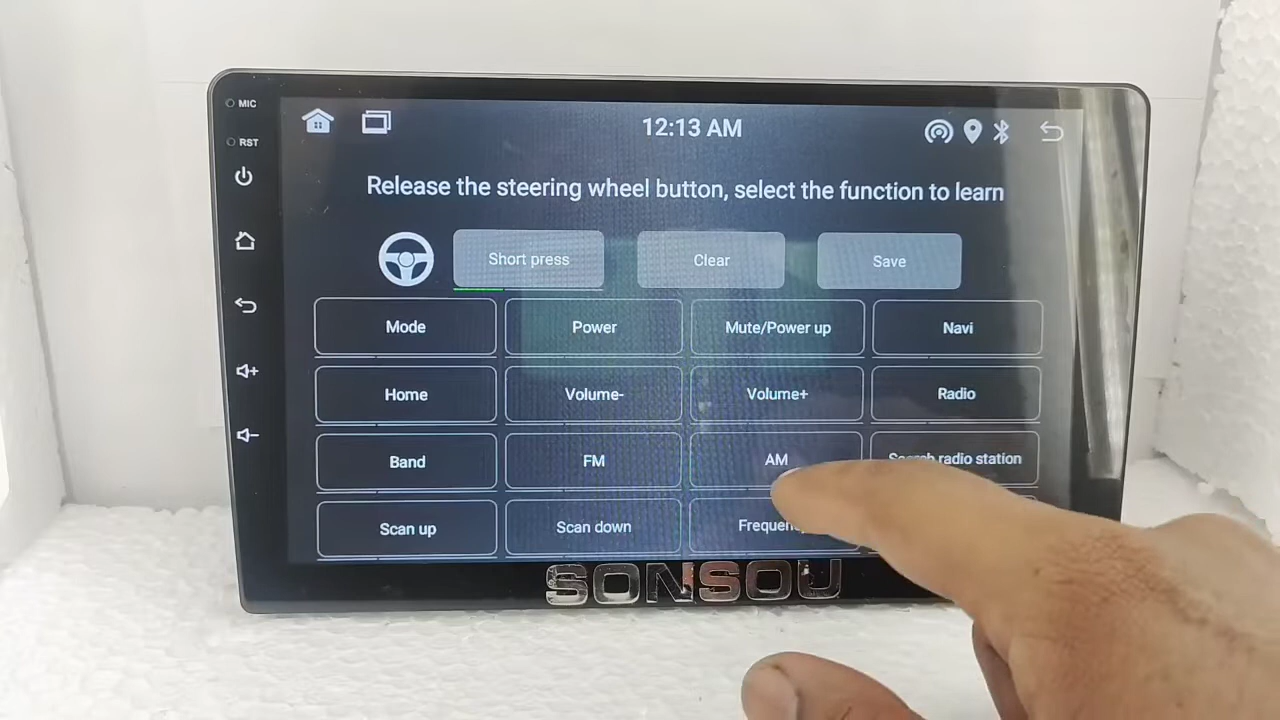 MIC
12:13 AM
RST
Release the steering wheel button, select the function to learn
Short press Clear Save
Mode Power Mute/Power up Navi
Home Volume- Volume+ Radio
Band FM AM Search radio station
Scan up Scan down
SONSOU